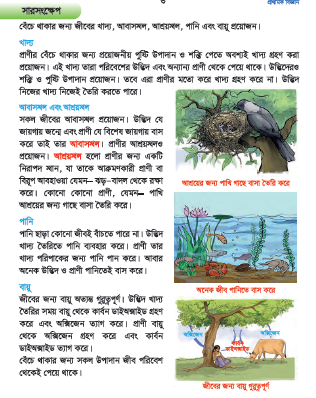 ৩
প্রাথমিক বিজ্ঞান
সারসংক্ষেপ
বেঁচে থাকার জন্য জীবের খাদ্য, আবাসস্থল, আশ্রয়স্থল, পানি এবং বায়ু প্রয়োজন।
খাদ্য
প্রাণীর বেঁচে থাকার জন্য প্রয়োজনীয় পুষ্টি উপাদান ও শক্তি পেতে অবশ্যই খাদ্য গ্রহণ করা
প্রয়োজন। এই খাদ্য তারা পরিবেশের উদ্ভিদ এবং অন্যান্য প্রাণী থেকে পেয়ে থাকে। উদ্ভিদেরও
শক্তি ও পুষ্টি উপাদান প্রয়োজন। তবে এরা প্রাণীর মতো করে খাদ্য গ্রহণ করে না। উদ্ভিদ
নিজের খাদ্য নিজেই তৈরি করতে পারে।
আবাসস্থল এবং আশ্রয়স্থল
সকল জীবের আবাসস্থল প্রয়োজন। উদ্ভিদ যে
জায়গায় জন্মে এবং প্রাণী যে বিশেষ জায়গায় বাস
করে তাই তার আবাসস্থল। প্রাণীর আশ্রয়স্থলও
প্রয়োজন। আশ্রয়স্থল হলো প্রাণীর জন্য একটি
নিরাপদ স্থান, যা তাকে আক্রমণকারী প্রাণী বা
বিরূপ আবহাওয়া যেমন– ঝড়-বাদল থেকে রক্ষা
করে। কোনো কোনো প্রাণী, যেমন– পাখি
আশ্রয়ের জন্য গাছে বাসা তৈরি করে।
আশ্রয়ের জন্য পাখি গাছে বাসা তৈরি করে
পানি
পানি ছাড়া কোনো জীবই বাঁচতে পারে না। উদ্ভিদ
খাদ্য তৈরিতে পানি ব্যবহার করে। প্রাণী তার
খাদ্য পরিপাকের জন্য পানি পান করে। আবার
অনেক উদ্ভিদ ও প্রাণী পানিতেই বাস করে।
অনেক জীব পানিতে বাস করে
বায়ু
জীবের জন্য বায়ু অত্যন্ত গুরুত্বপূর্ণ। উদ্ভিদ খাদ্য
তৈরির সময় বায়ু থেকে কার্বন ডাইঅক্সাইড গ্রহণ
করে এবং অক্সিজেন ত্যাগ করে। প্রাণী বায়ু
থেকে অক্সিজেন গ্রহণ করে এবং কার্বন
ডাইঅক্সাইড ত্যাগ করে।
বেঁচে থাকার জন্য সকল উপাদান জীব পরিবেশ
থেকেই পেয়ে থাকে।
অক্সিজেন
কার্বন
ডাইঅক্সাইড
অক্সিজেন
জীবের জন্য বায়ু গুরুত্বপূর্ণ